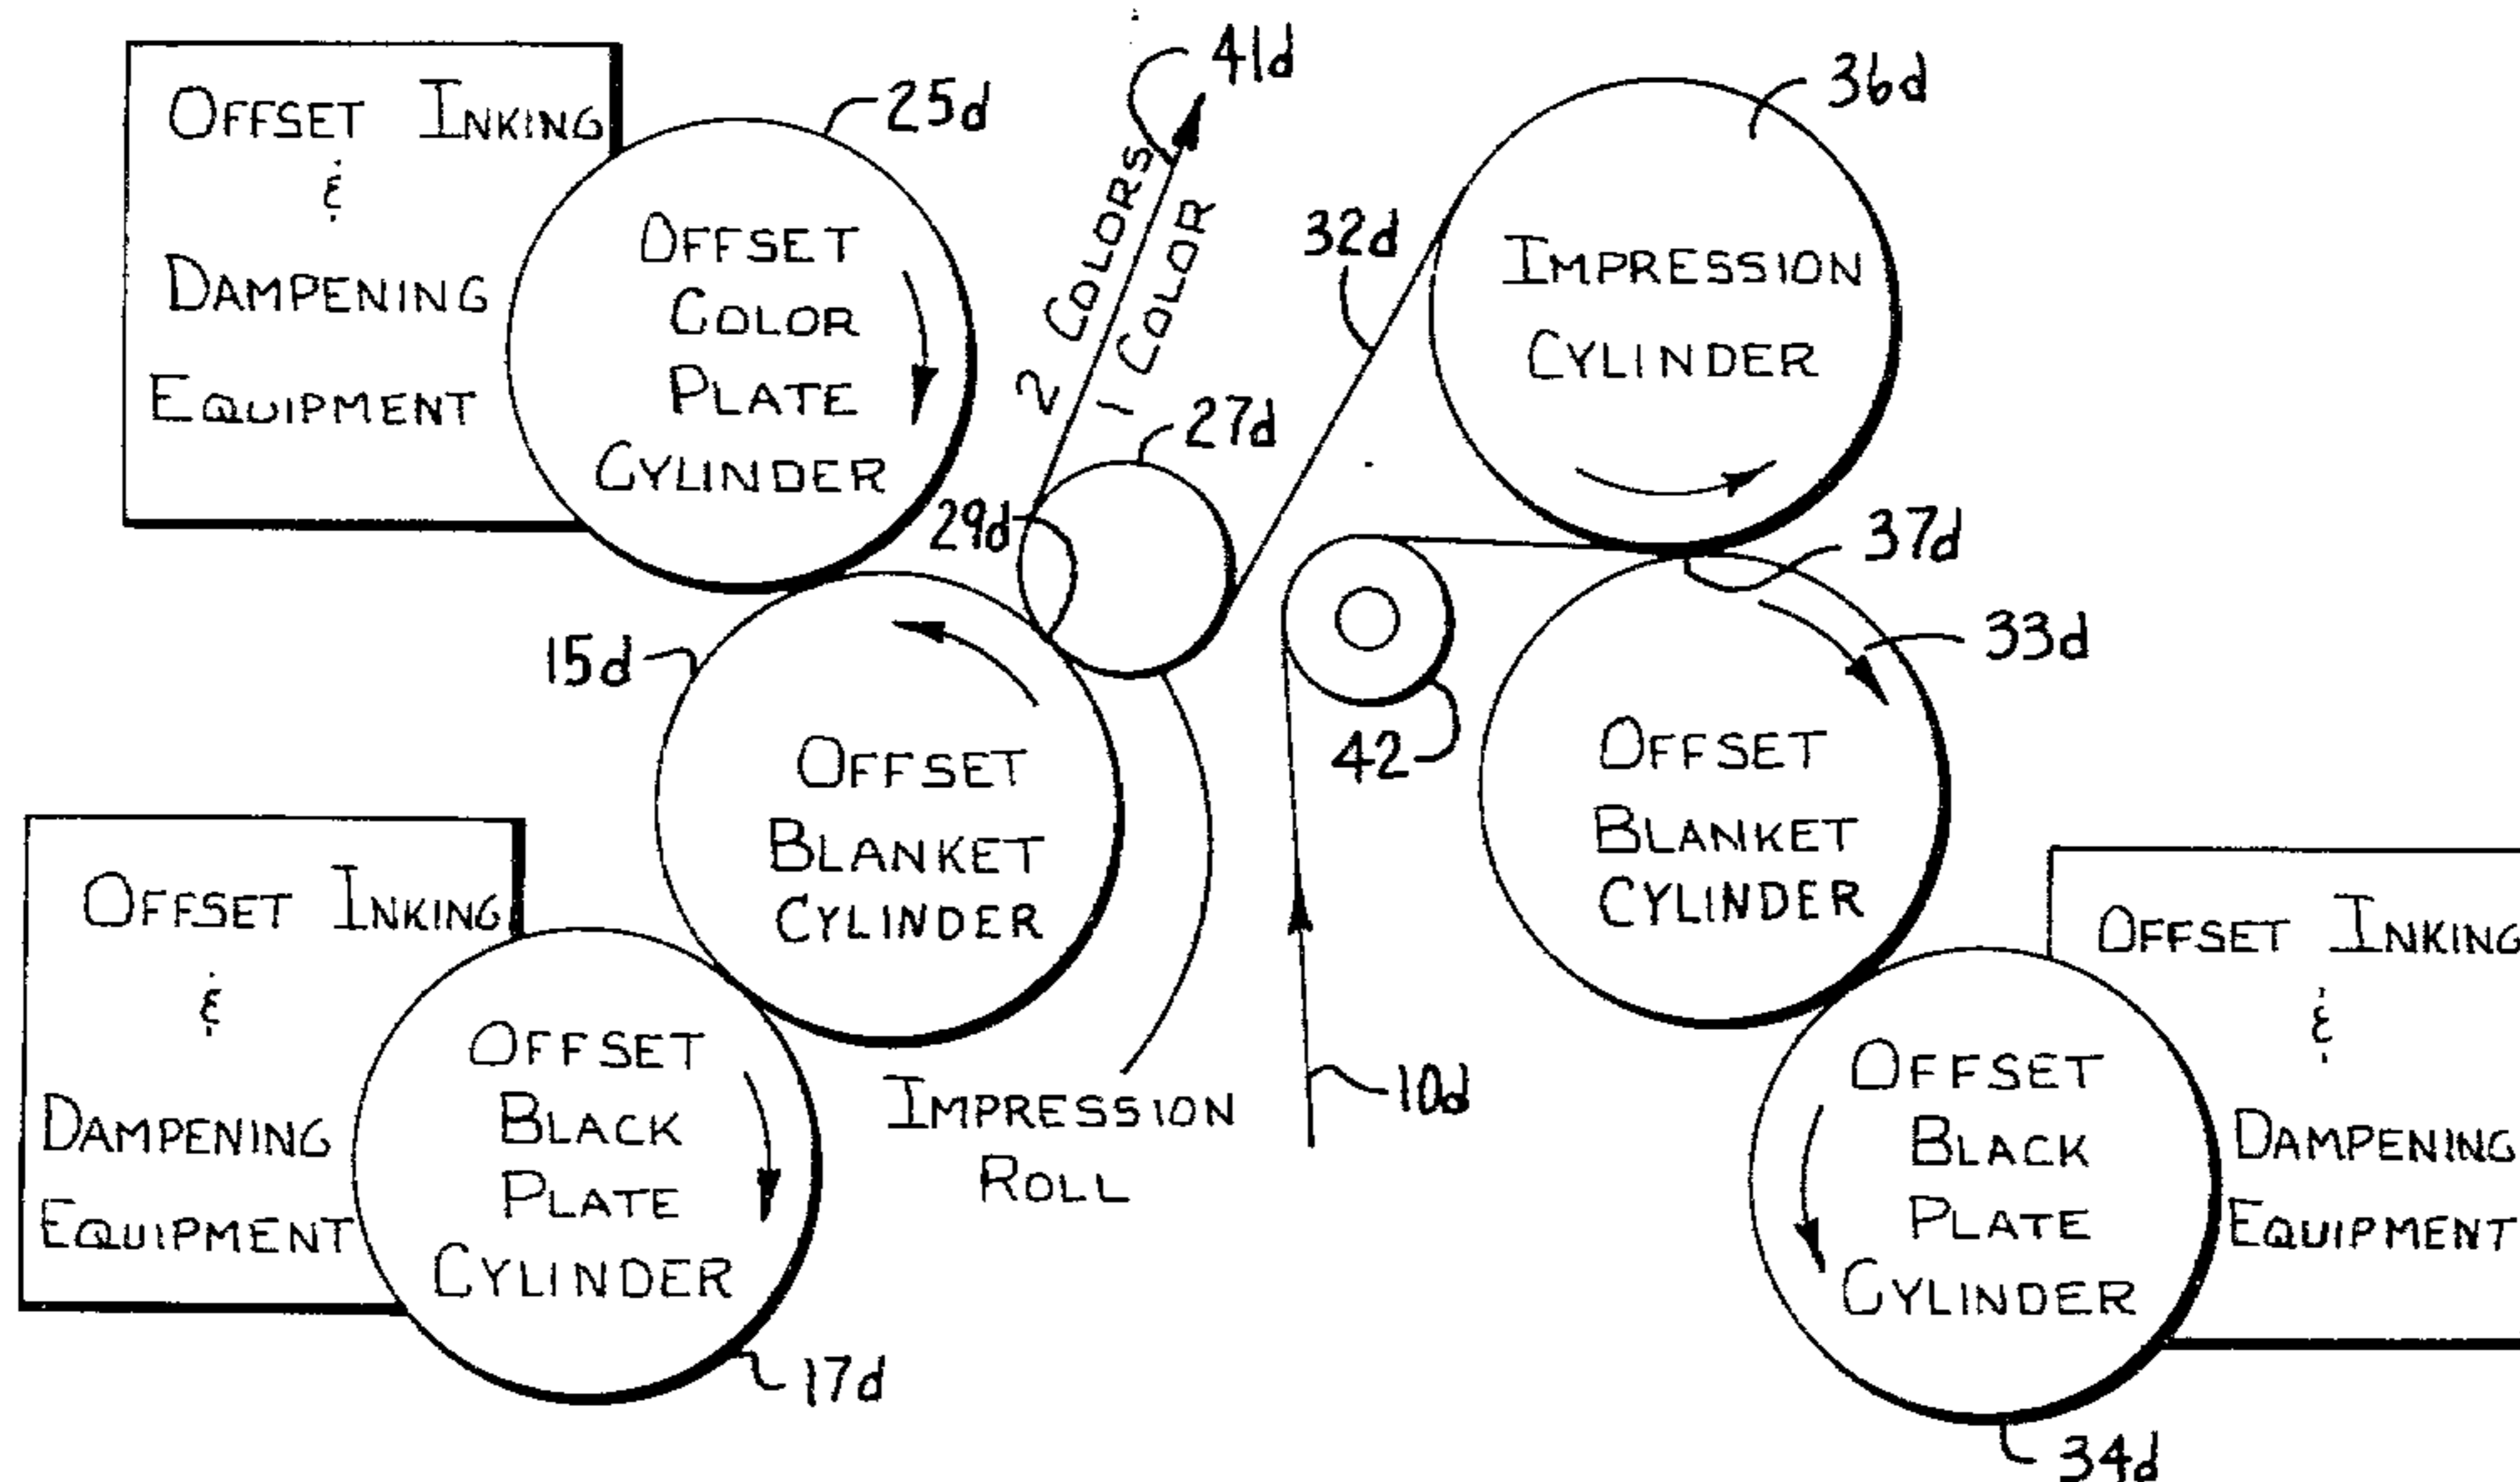 OFFSET INKING
&
DAMPENING
EQUIPMENT
25d
OFFSET
COLOR
PLATE
CYLINDER
41d
2 COLORS
1 COLOR
36d
32d
IMPRESSION
CYLINDER
27d
29d
37d
15d
33d
42
OFFSET
BLANKET
CYLINDER
OFFSET
BLANKET
CYLINDER
OFFSET INKING
&
DAMPENING
EQUIPMENT
OFFSET
BLACK
PLATE
CYLINDER
17d
IMPRESSION
ROLL
10d
OFFSET INKING
&
DAMPENING
EQUIPMENT
OFFSET
BLACK
PLATE
CYLINDER
34d